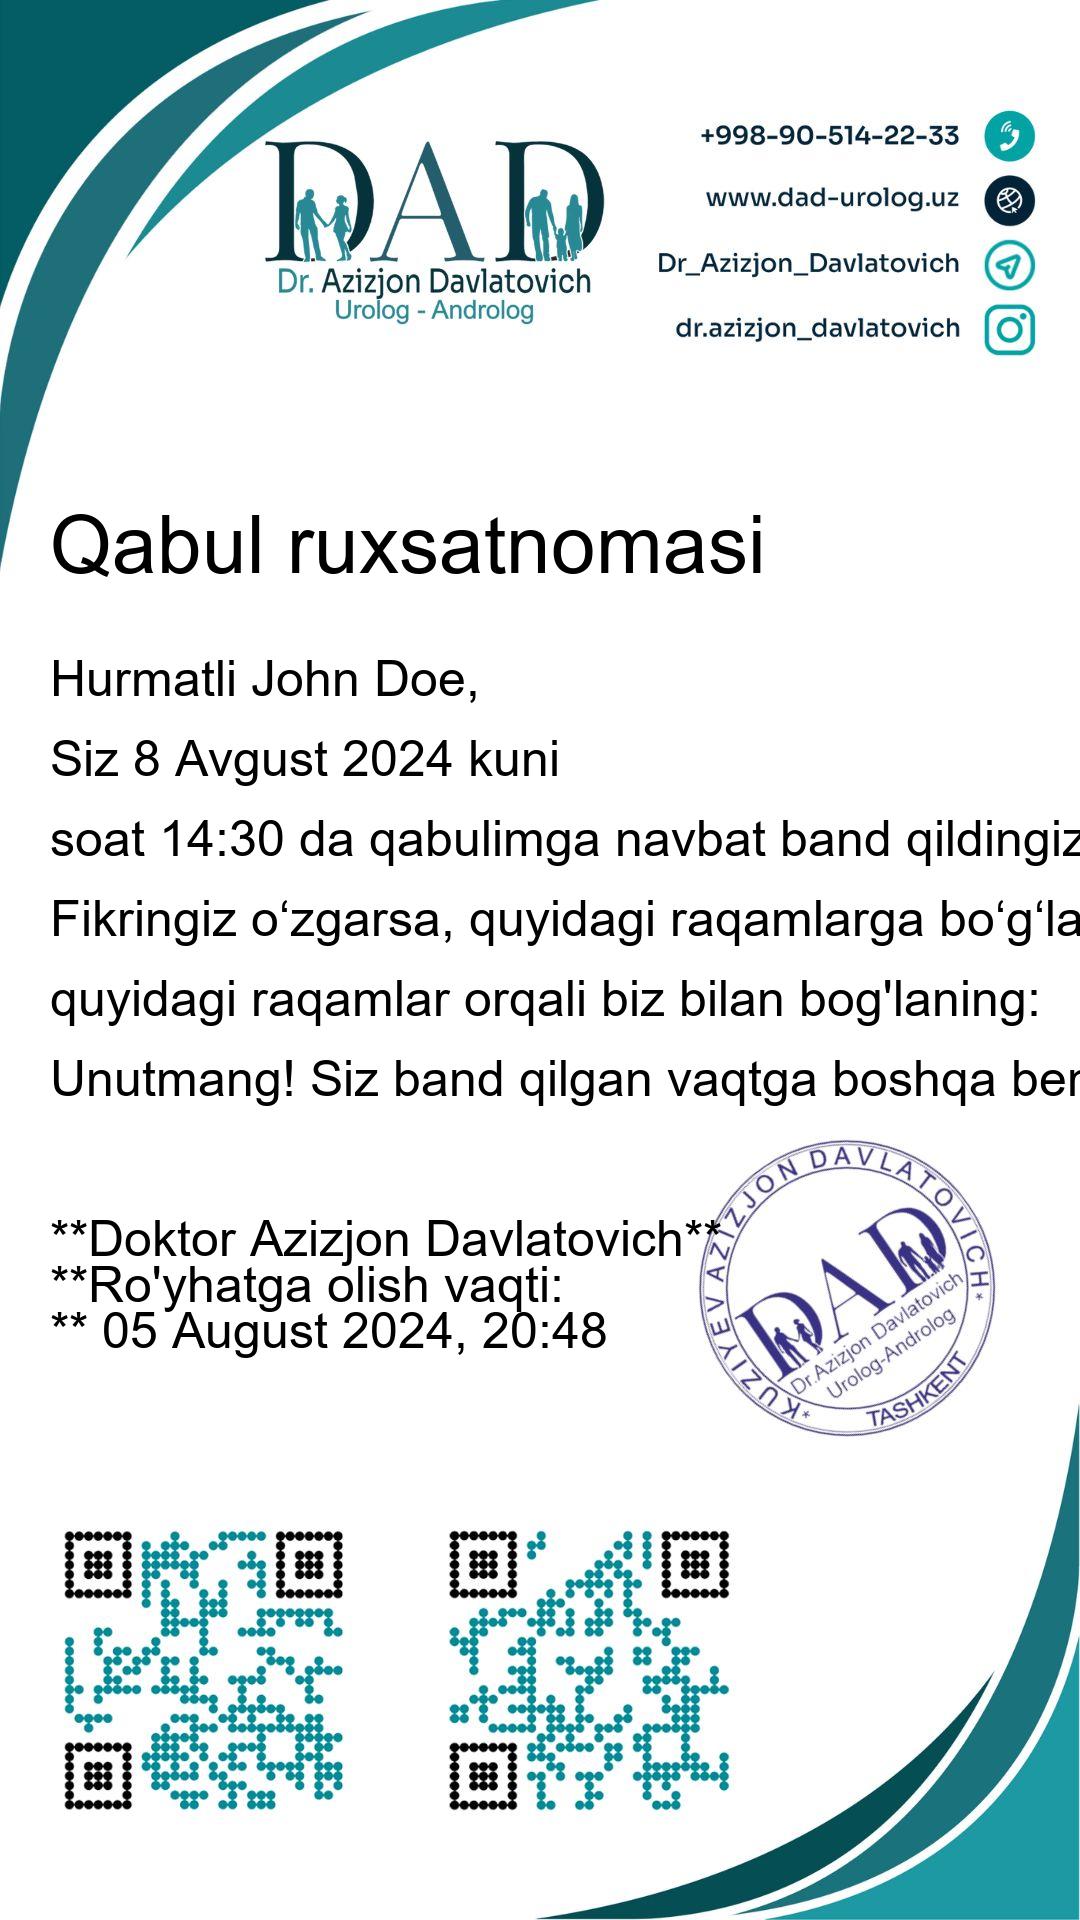 DAD
Dr. Azizjon Davlatovich
Urolog - Androlog
+998-90-514-22-33
www.dad-urolog.uz
Dr_Azizjon_Davlatovich
dr.azizjon_davlatovich
Qabul ruxsatnomasi
Hurmatli John Doe,
Siz 8 Avgust 2024 kuni
soat 14:30 da qabulimga navbat band qildingiz
Fikringiz o‘zgarsa, quyidagi raqamlarga bo‘g‘la
quyidagi raqamlar orqali biz bilan bog'laning:
Unutmang! Siz band qilgan vaqtga boshqa ber
**Doktor Azizjon Davlatovich**
**Ro'yhatga olish vaqti:
** 05 August 2024, 20:48
*KUZIYEV AZIZJON DAVLATOVICH*
DAD
Dr.Azizjon Davlatovich
Urolog-Androlog
TASHKENT